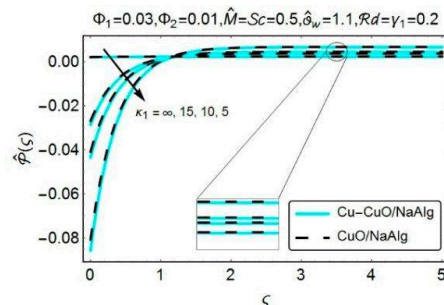 Φ₁=0.03,Φ₂=0.01,M̂=Sc=0.5,ϑ̂w=1.1,ℛd=γ₁=0.2
0.00
−0.02
−0.04
−0.06
−0.08
𝒫̂(ς)
κ₁ = ∞, 15, 10, 5
Cu−CuO/NaAlg
CuO/NaAlg
0 1 2 3 4 5
ς